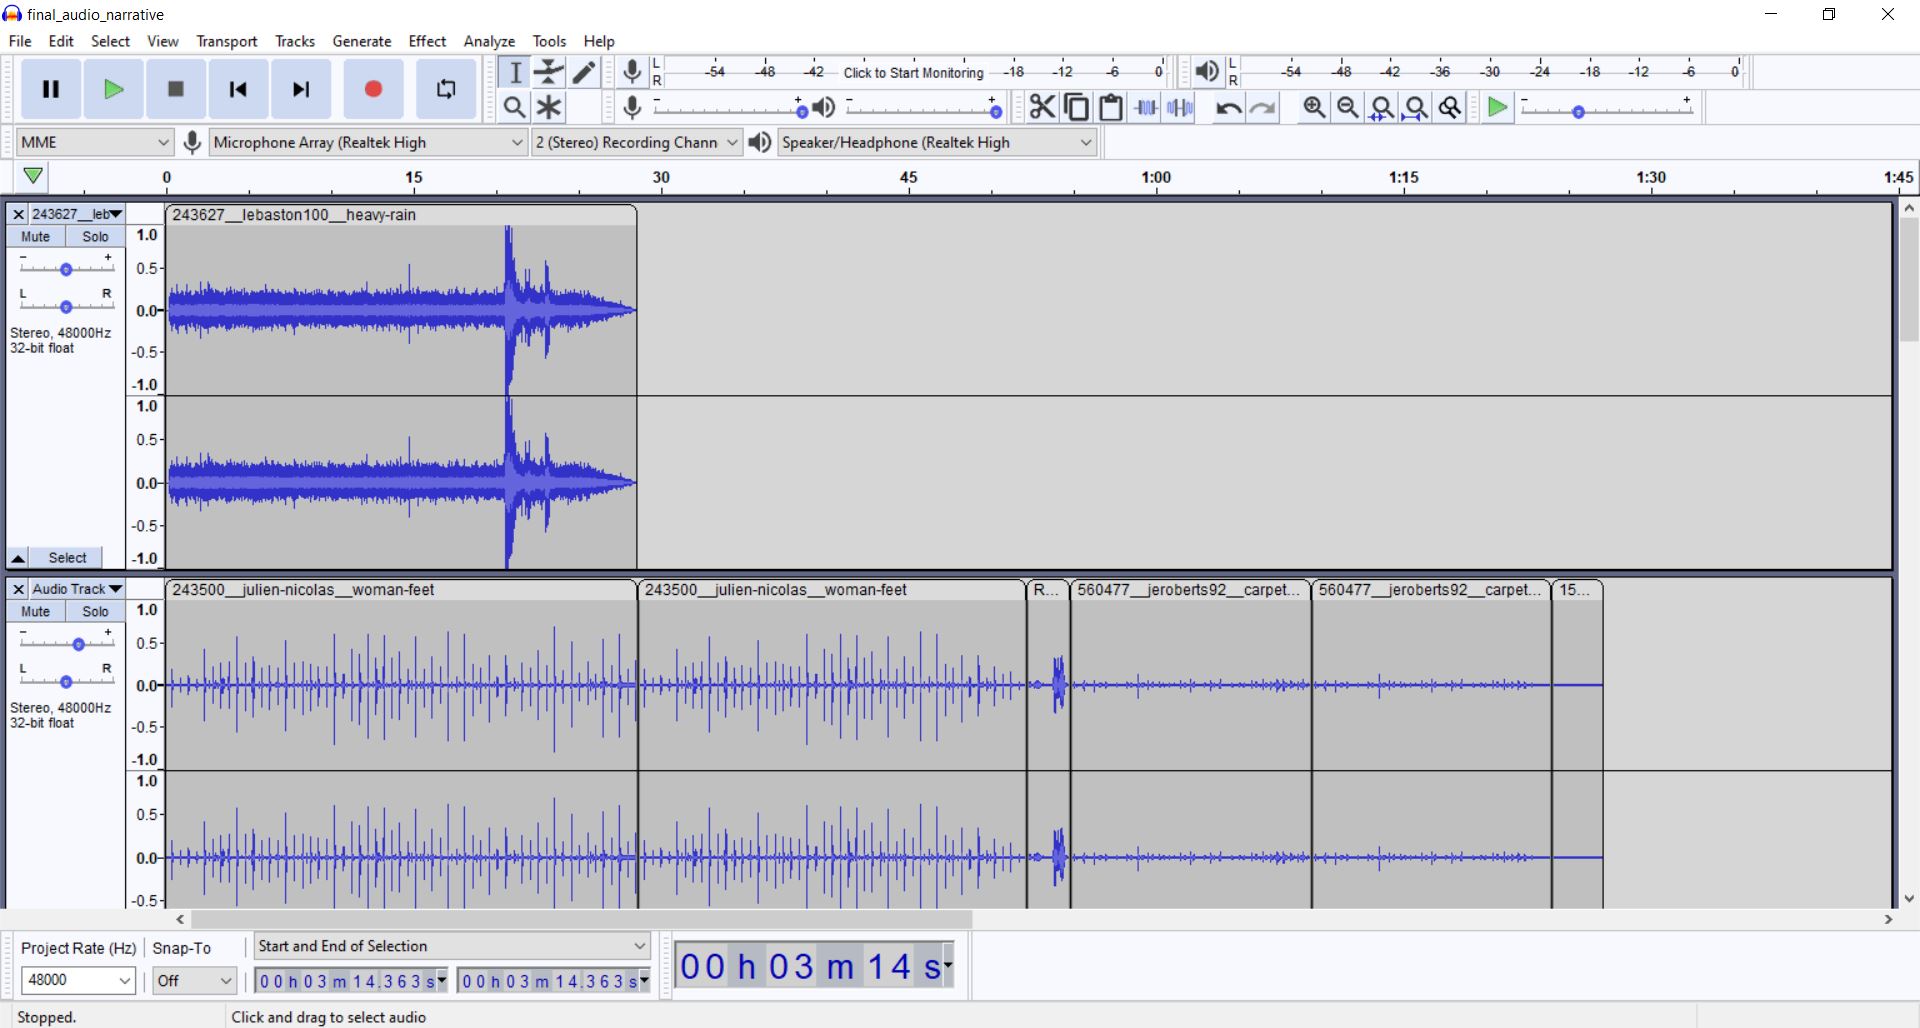 final_audio_narrative
File Edit Select View Transport Tracks Generate Effect Analyze Tools Help
L R -54 -48 -42 Click to Start Monitoring -18 -12 -6 0 L R -54 -48 -42 -36 -30 -24 -18 -12 -6 0
- + - + - +
MME Microphone Array (Realtek High 2 (Stereo) Recording Chann Speaker/Headphone (Realtek High
0 15 30 45 1:00 1:15 1:30 1:45
243627__leb 243627__lebaston100__heavy-rain
Mute Solo
- +
L R
Stereo, 48000Hz
32-bit float
1.0
0.5-
0.0-
-0.5-
-1.0
1.0
0.5-
0.0-
-0.5-
-1.0
Select
Audio Track 243500__julien-nicolas__woman-feet 243500__julien-nicolas__woman-feet R... 560477__jeroberts92__carpet... 560477__jeroberts92__carpet... 15...
Mute Solo
- +
L R
Stereo, 48000Hz
32-bit float
1.0
0.5-
0.0-
-0.5-
-1.0
1.0
0.5-
0.0-
-0.5-
Project Rate (Hz) Snap-To Start and End of Selection
48000 Off 00 h 03 m 14.363 s 00 h 03 m 14.363 s
00 h 03 m 14 s
Stopped. Click and drag to select audio